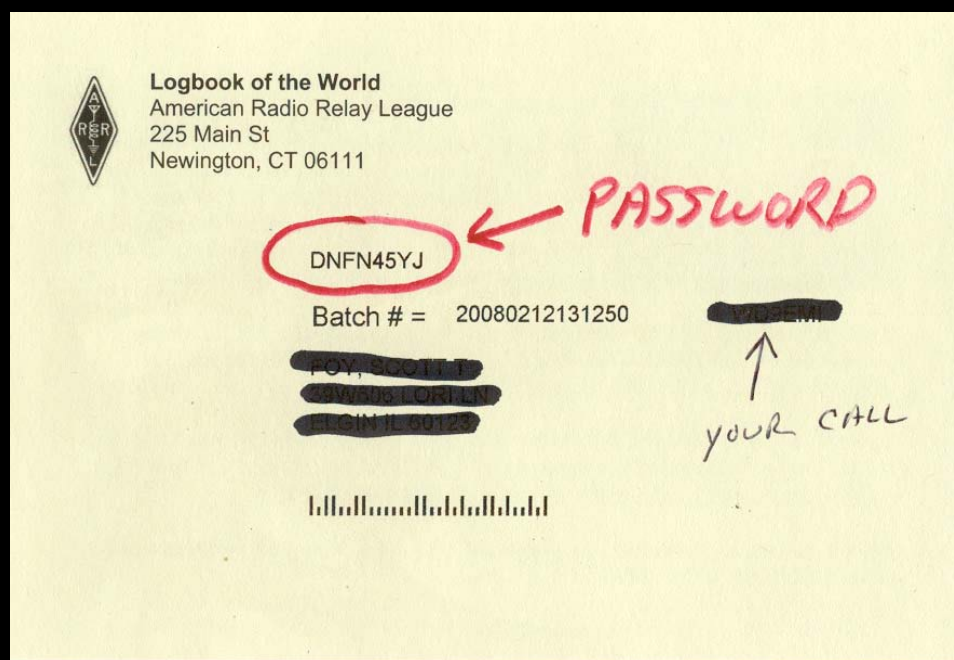 Logbook of the World
American Radio Relay League
225 Main St
Newington, CT 06111
A
R R
L
PASSWORD
DNFN45YJ
Batch # = 20080212131250
YOUR CALL